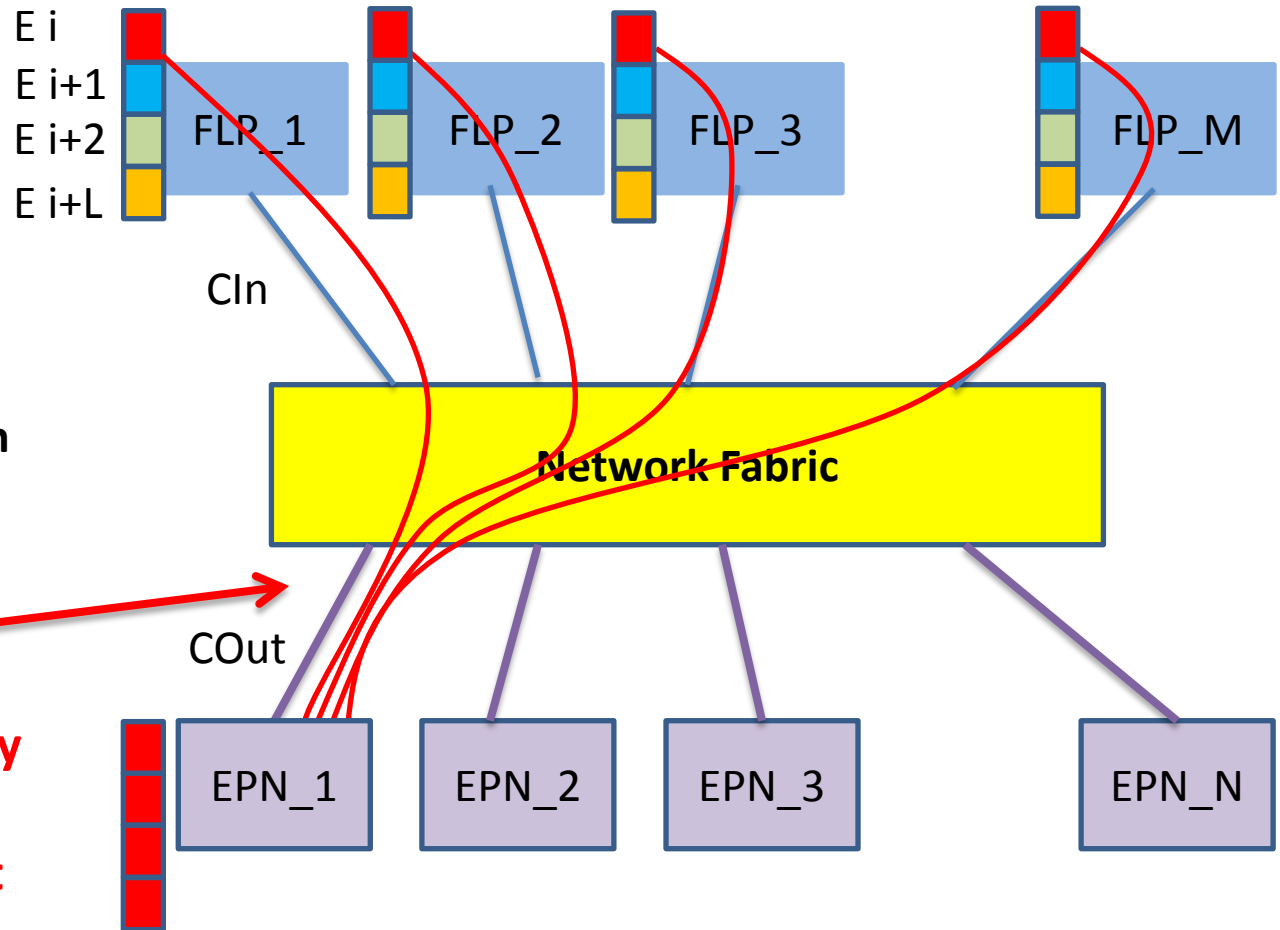 E i
E i+1
E i+2
E i+L
FLP_1
FLP_2
FLP_3
FLP_M
CIn
Network Fabric
COut
EPN_1
EPN_2
EPN_3
EPN_N